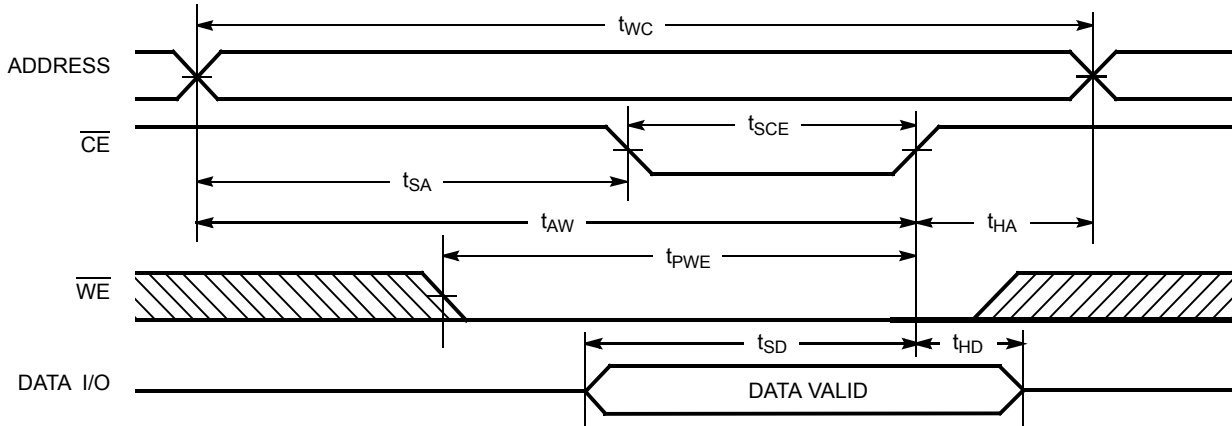 tWC
ADDRESS
CE
tSCE
tSA
tAW
tHA
tPWE
WE
tSD
tHD
DATA I/O
DATA VALID